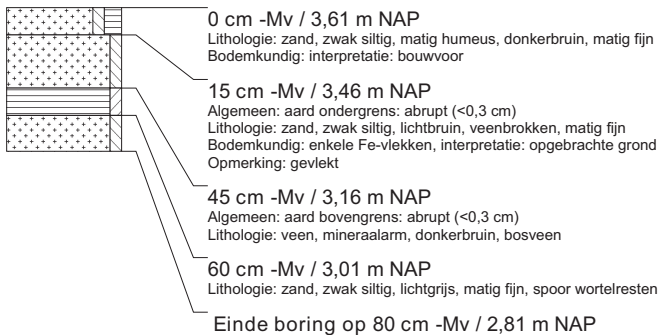 0 cm -Mv / 3,61 m NAP
Lithologie: zand, zwak siltig, matig humeus, donkerbruin, matig fijn
Bodemkundig: interpretatie: bouwvoor
15 cm -Mv / 3,46 m NAP
Algemeen: aard ondergrens: abrupt (<0,3 cm)
Lithologie: zand, zwak siltig, lichtbruin, veenbrokken, matig fijn
Bodemkundig: enkele Fe-vlekken, interpretatie: opgebrachte grond
Opmerking: gevlekt
45 cm -Mv / 3,16 m NAP
Algemeen: aard bovengrens: abrupt (<0,3 cm)
Lithologie: veen, mineraalarm, donkerbruin, bosveen
60 cm -Mv / 3,01 m NAP
Lithologie: zand, zwak siltig, lichtgrijs, matig fijn, spoor wortelresten
Einde boring op 80 cm -Mv / 2,81 m NAP